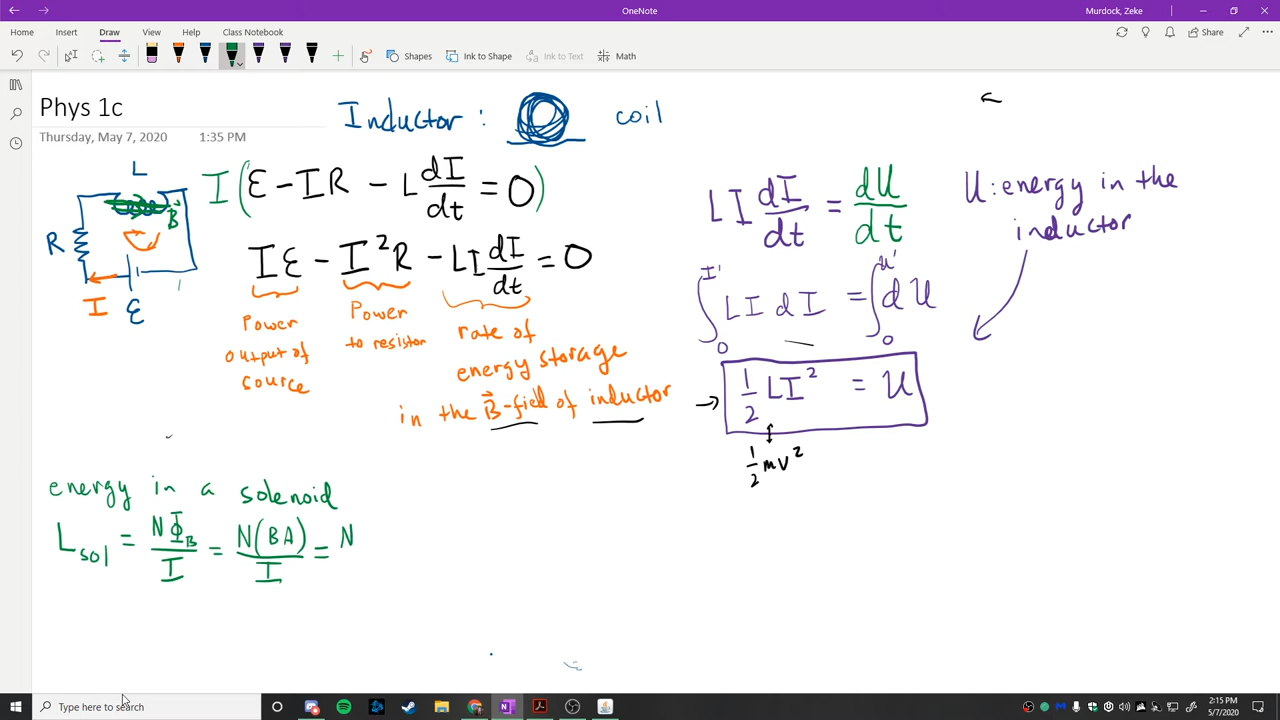 OneNote
Murdock, Zeke
Home Insert Draw View Help Class Notebook
Share
Shapes Ink to Shape Ink to Text Math
Phys 1c
Thursday, May 7, 2020 1:35 PM
Inductor: coil
L
B
R
I
ε
I(ε - IR - L dI/dt = 0)
Iε - I²R - LI dI/dt = 0
Power output of source
Power to resistor
rate of energy storage
in the B⃗-field of inductor
LI dI/dt = dU/dt
U: energy in the
inductor
∫₀^I' LI dI = ∫₀^U' dU
1/2 LI² = U
1/2 mv²
energy in a solenoid
L_sol = NΦ_B/I = N(BA)/I = N
Type here to search
2:15 PM
5/7/2020